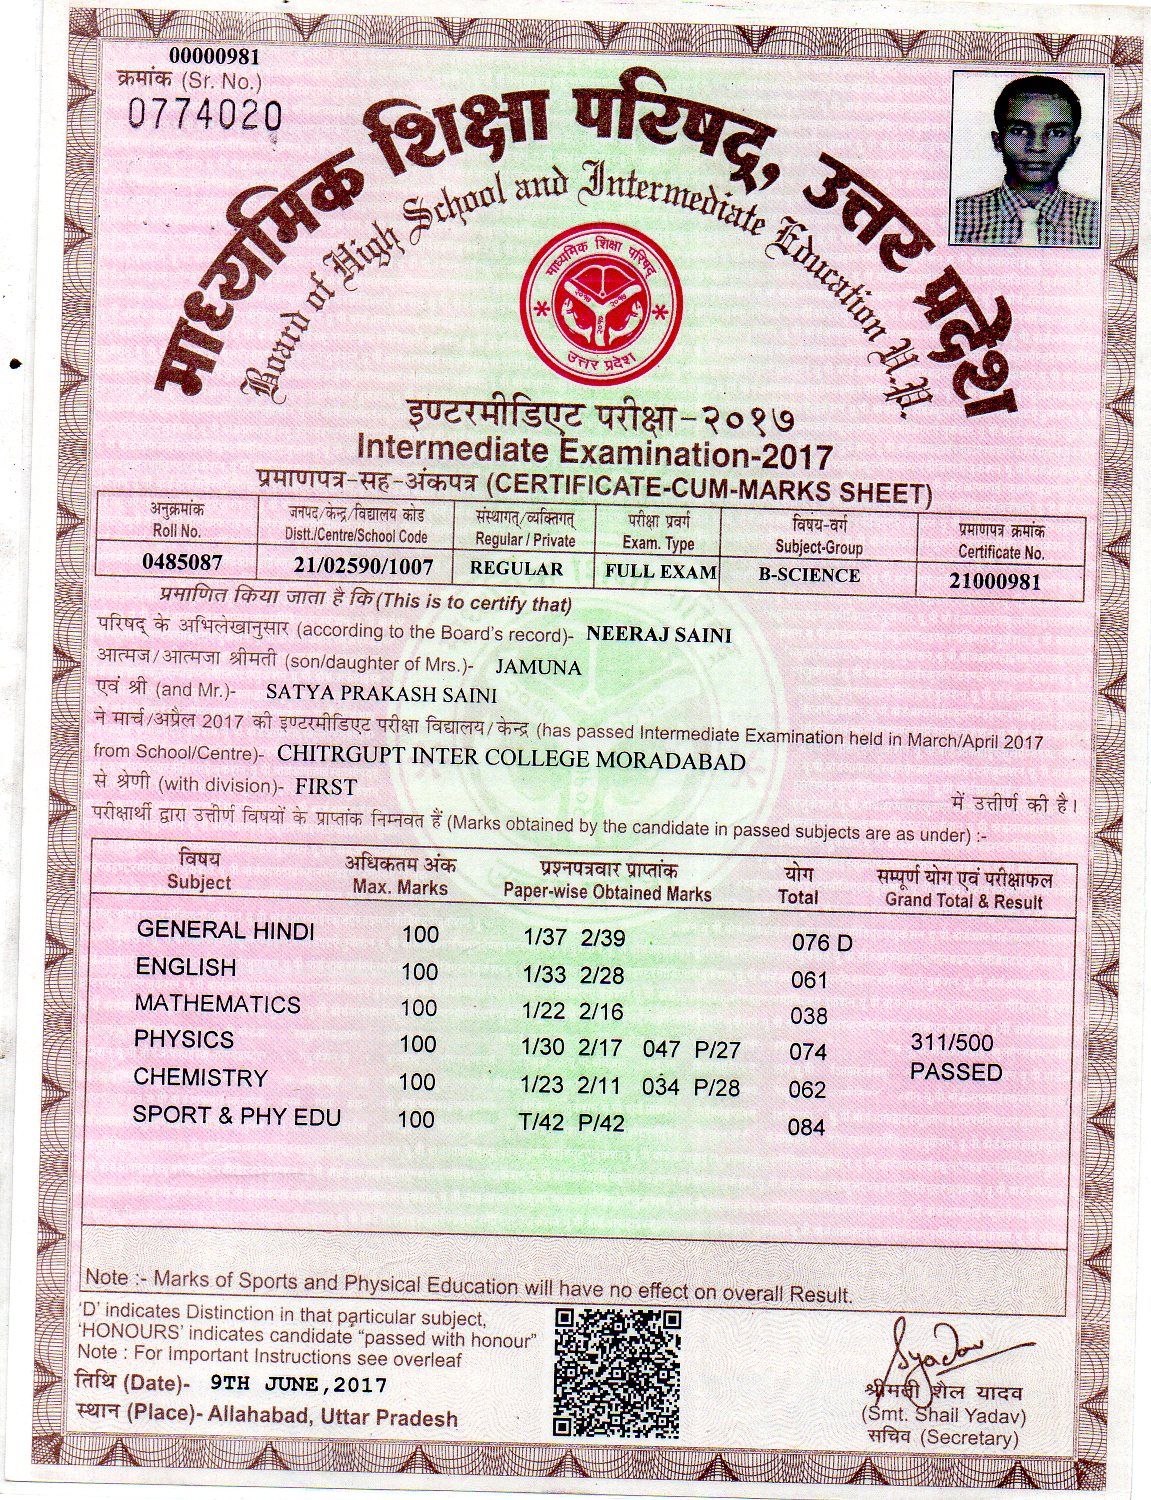 00000981
क्रमांक (Sr. No.)
0774020
माध्यमिक शिक्षा परिषद्, उत्तर प्रदेश
Board of High School and Intermediate Education U.P.
माध्यमिक शिक्षा परिषद्
२०१७ २०१७
२०१७
उत्तर प्रदेश
इण्टरमीडिएट परीक्षा-२०१७
Intermediate Examination-2017
प्रमाणपत्र-सह-अंकपत्र (CERTIFICATE-CUM-MARKS SHEET)
अनुक्रमांक जनपद/केन्द्र/विद्यालय कोड संस्थागत्/व्यक्तिगत् परीक्षा प्रवर्ग विषय-वर्ग प्रमाणपत्र क्रमांक
Roll No. Distt./Centre/School Code Regular / Private Exam. Type Subject-Group Certificate No.
0485087 21/02590/1007 REGULAR FULL EXAM B-SCIENCE 21000981
प्रमाणित किया जाता है कि (This is to certify that)
परिषद् के अभिलेखानुसार (according to the Board's record)- NEERAJ SAINI
आत्मज/आत्मजा श्रीमती (son/daughter of Mrs.)- JAMUNA
एवं श्री (and Mr.)- SATYA PRAKASH SAINI
ने मार्च/अप्रैल 2017 की इण्टरमीडिएट परीक्षा विद्यालय/केन्द्र (has passed Intermediate Examination held in March/April 2017
from School/Centre)- CHITRGUPT INTER COLLEGE MORADABAD
से श्रेणी (with division)- FIRST में उत्तीर्ण की है।
परीक्षार्थी द्वारा उत्तीर्ण विषयों के प्राप्तांक निम्नवत हैं (Marks obtained by the candidate in passed subjects are as under) :-
विषय अधिकतम अंक प्रश्नपत्रवार प्राप्तांक योग सम्पूर्ण योग एवं परीक्षाफल
Subject Max. Marks Paper-wise Obtained Marks Total Grand Total & Result
GENERAL HINDI 100 1/37 2/39 076 D
ENGLISH 100 1/33 2/28 061
MATHEMATICS 100 1/22 2/16 038
PHYSICS 100 1/30 2/17 047 P/27 074 311/500
CHEMISTRY 100 1/23 2/11 034 P/28 062 PASSED
SPORT & PHY EDU 100 T/42 P/42 084
Note :- Marks of Sports and Physical Education will have no effect on overall Result.
'D' indicates Distinction in that particular subject,
'HONOURS' indicates candidate "passed with honour"
Note : For Important Instructions see overleaf
तिथि (Date)- 9TH JUNE,2017
स्थान (Place)- Allahabad, Uttar Pradesh
Syadav
श्रीमती शैल यादव
(Smt. Shail Yadav)
सचिव (Secretary)